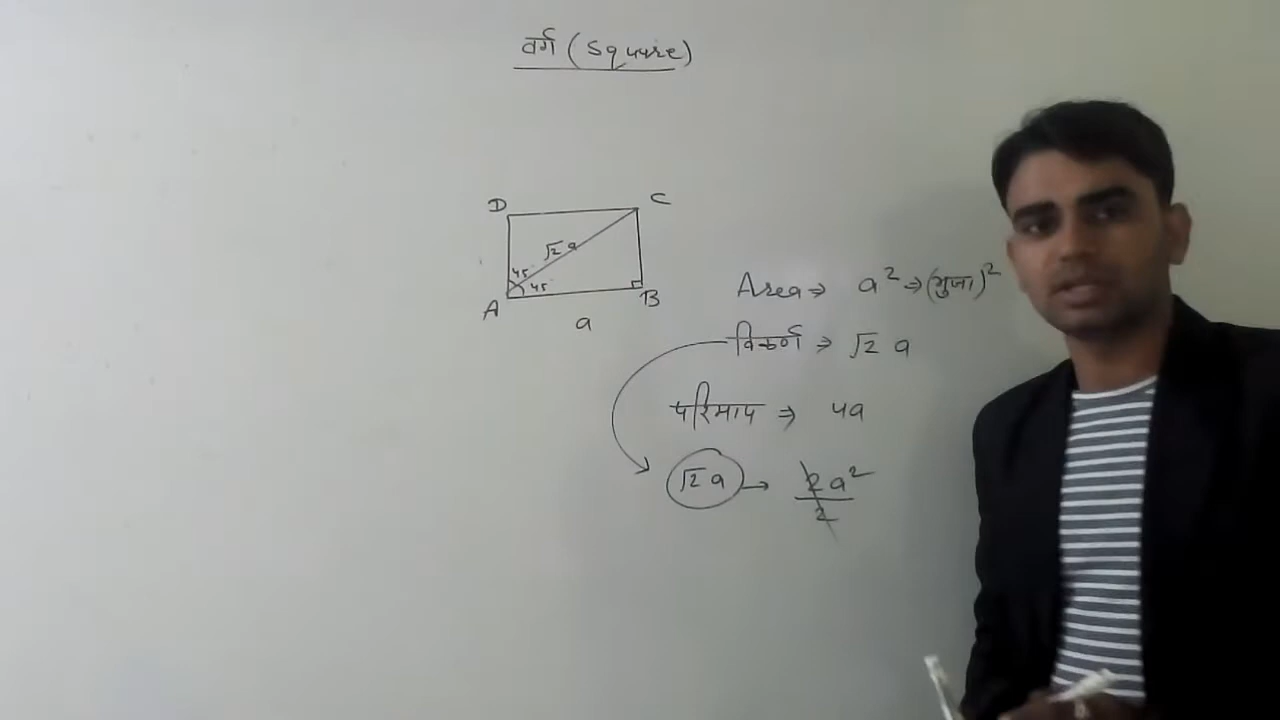 वर्ग (Square)
D C
√2 a
45°
45°
A B
a
Area ⇒ a² ⇒ (भुजा)²
विकर्ण ⇒ √2 a
परिमाप ⇒ 4a
√2 a → 2a²
2